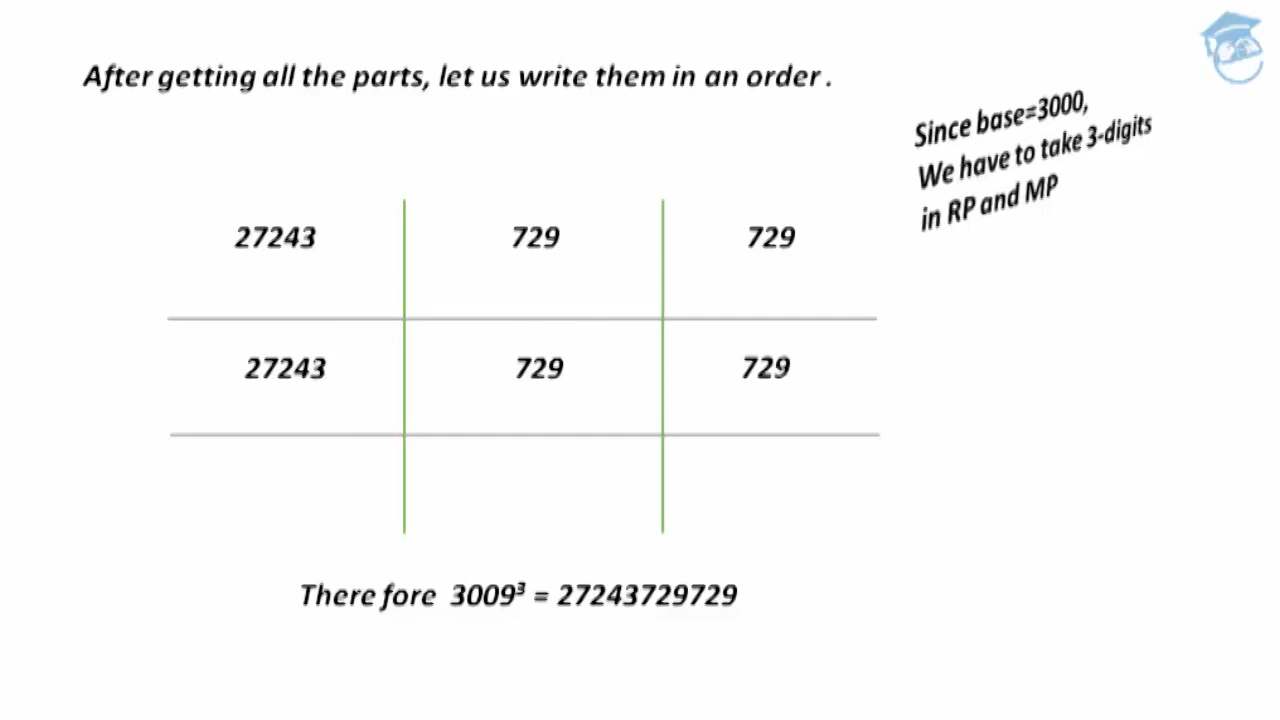 After getting all the parts, let us write them in an order .
Since base=3000,
We have to take 3-digits
in RP and MP
27243 729 729
27243 729 729
There fore 3009³ = 27243729729